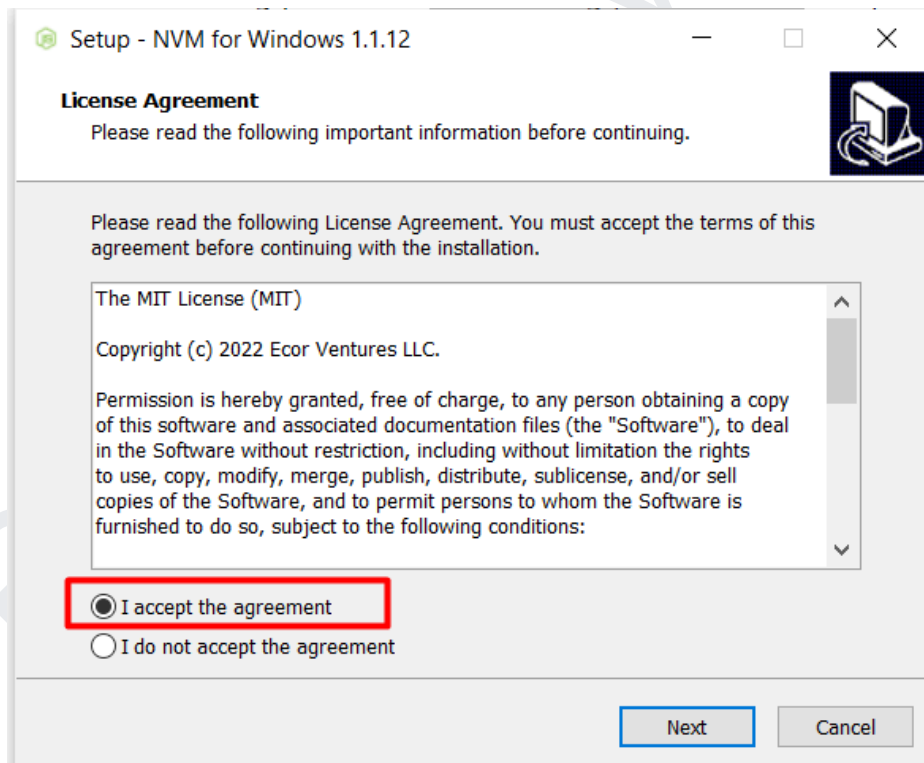 Setup - NVM for Windows 1.1.12
License Agreement
Please read the following important information before continuing.
Please read the following License Agreement. You must accept the terms of this
agreement before continuing with the installation.
The MIT License (MIT)
Copyright (c) 2022 Ecor Ventures LLC.
Permission is hereby granted, free of charge, to any person obtaining a copy
of this software and associated documentation files (the "Software"), to deal
in the Software without restriction, including without limitation the rights
to use, copy, modify, merge, publish, distribute, sublicense, and/or sell
copies of the Software, and to permit persons to whom the Software is
furnished to do so, subject to the following conditions:
I accept the agreement
I do not accept the agreement
Next Cancel